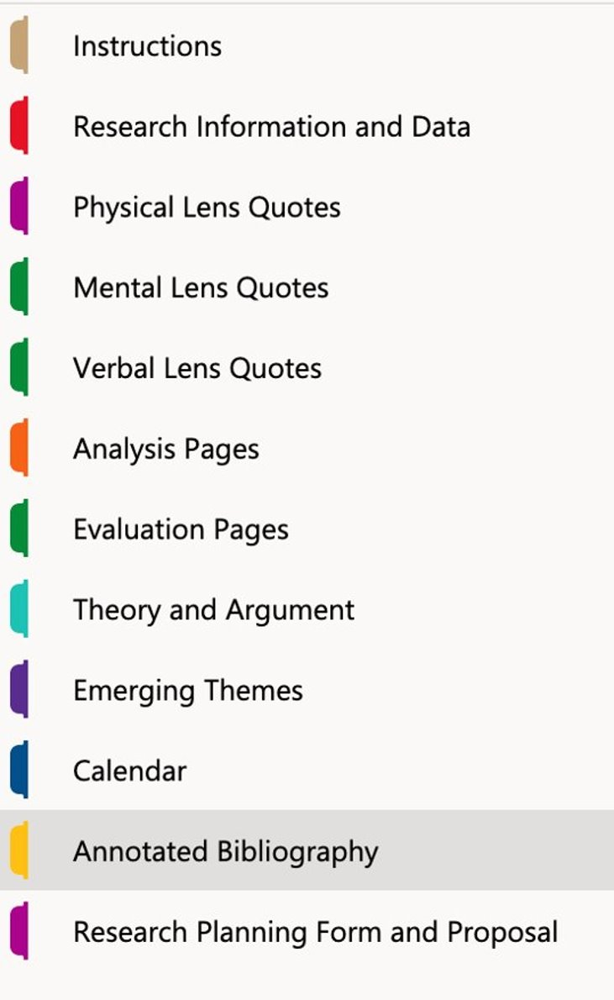 Instructions
Research Information and Data
Physical Lens Quotes
Mental Lens Quotes
Verbal Lens Quotes
Analysis Pages
Evaluation Pages
Theory and Argument
Emerging Themes
Calendar
Annotated Bibliography
Research Planning Form and Proposal